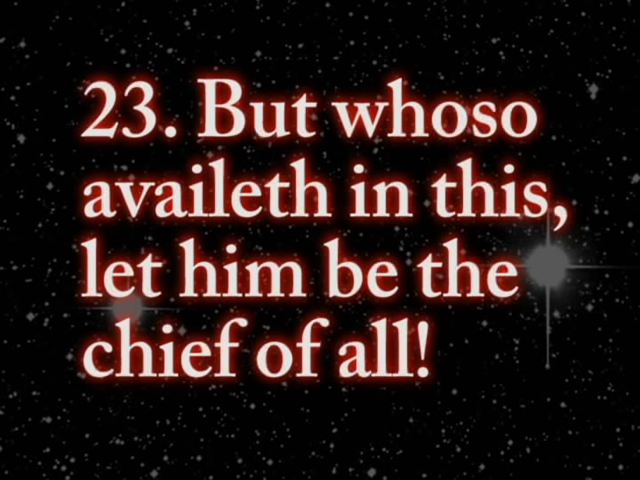 23. But whoso
availeth in this,
let him be the
chief of all!